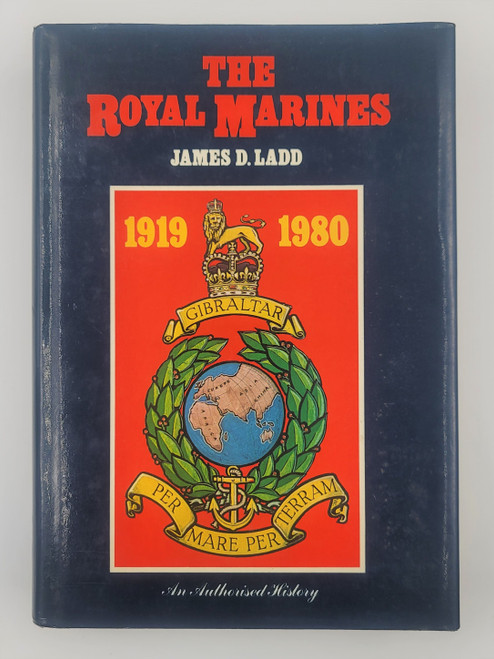 THE
ROYAL MARINES
JAMES D. LADD
1919 1980
GIBRALTAR
PER MARE PER TERRAM
An Authorised History